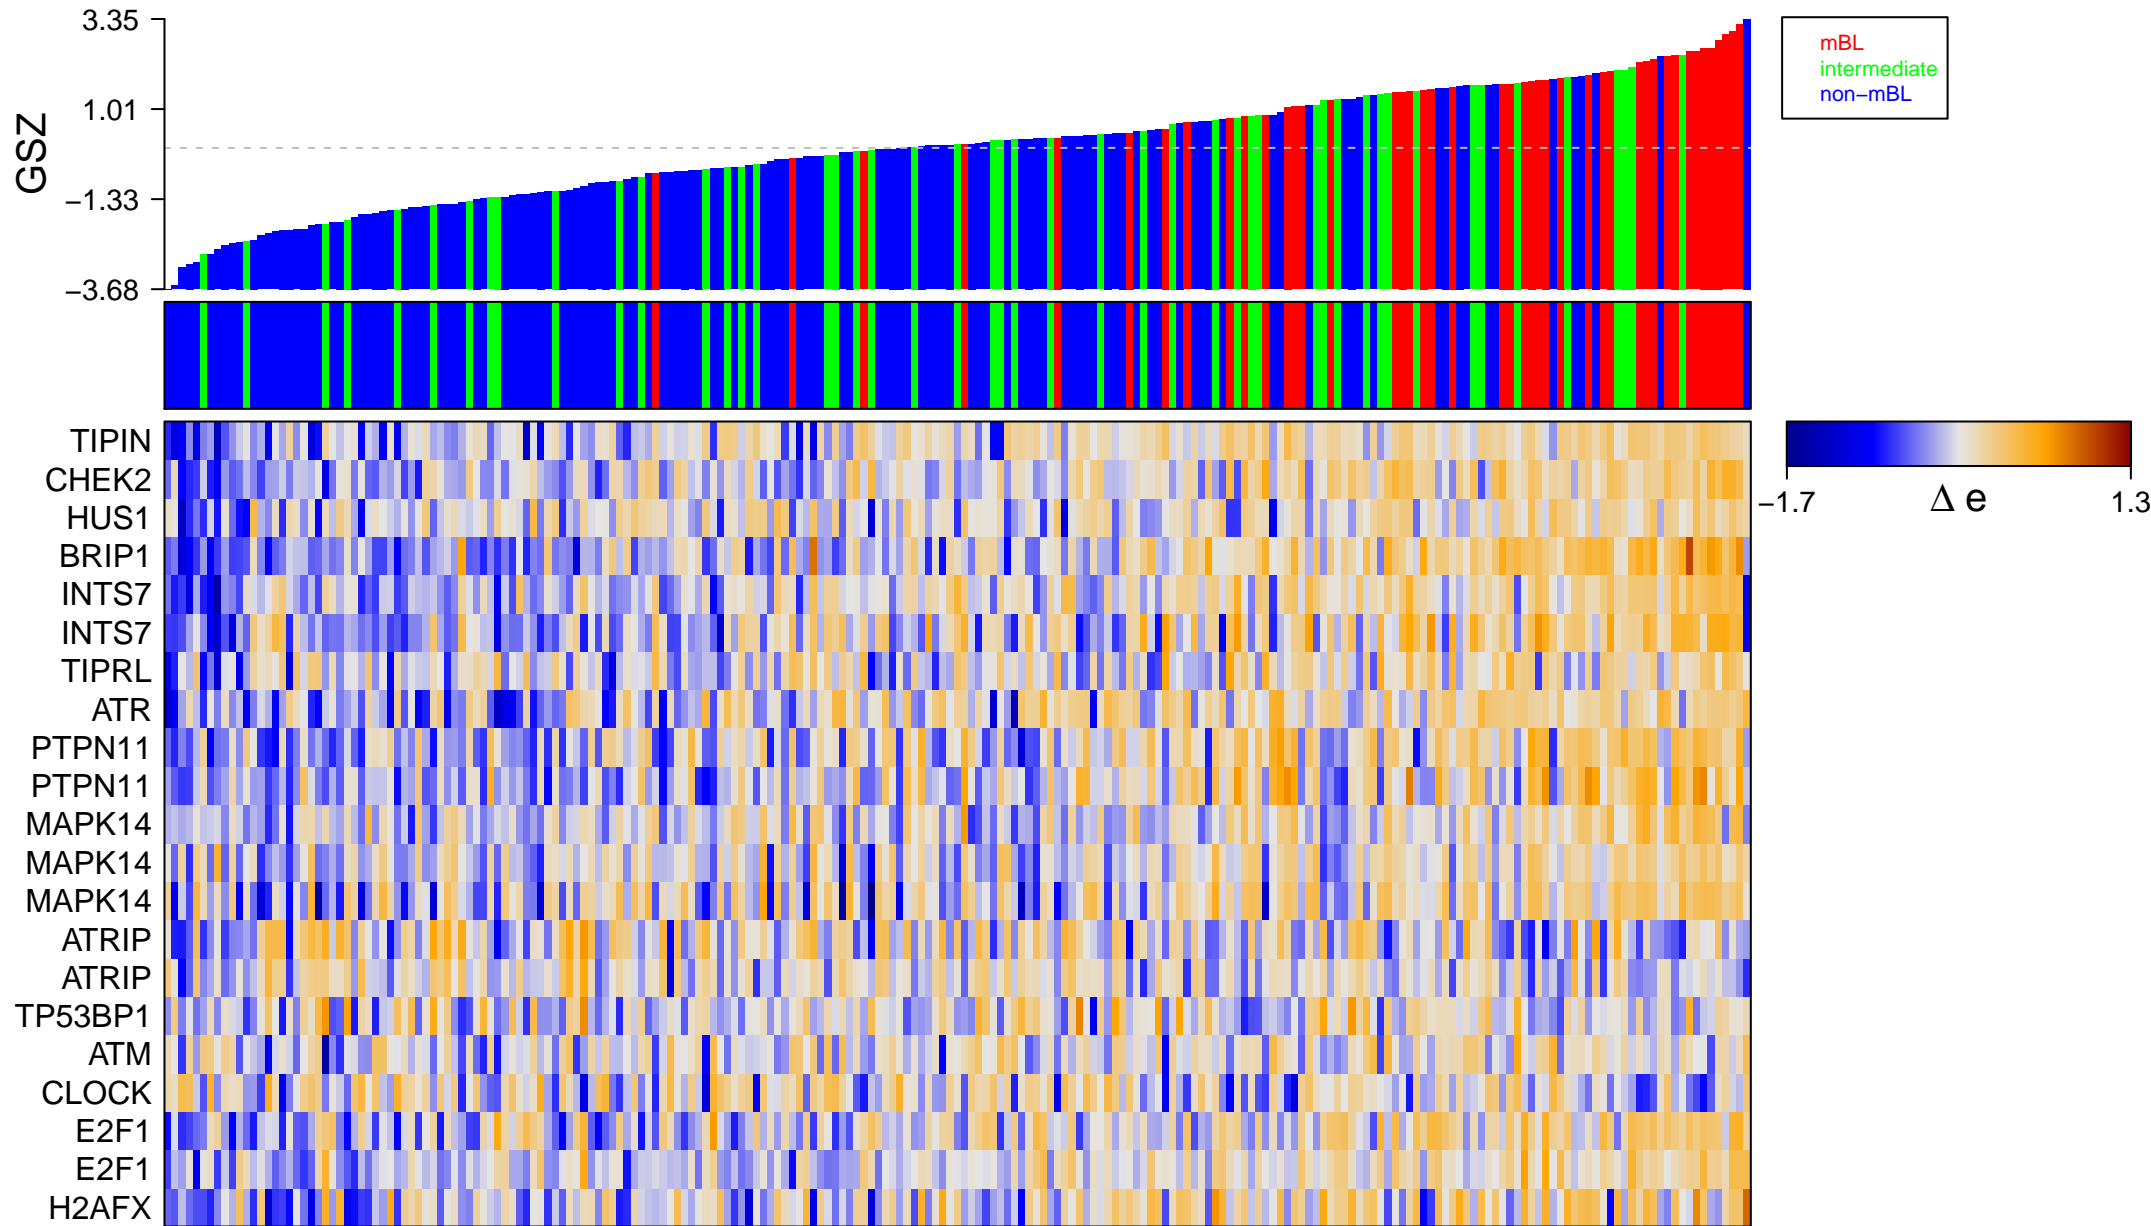 3.35
1.01
−1.33
−3.68
GSZ
mBL
intermediate
non−mBL
−1.7
Δ e
1.3
TIPIN
CHEK2
HUS1
BRIP1
INTS7
INTS7
TIPRL
ATR
PTPN11
PTPN11
MAPK14
MAPK14
MAPK14
ATRIP
ATRIP
TP53BP1
ATM
CLOCK
E2F1
E2F1
H2AFX